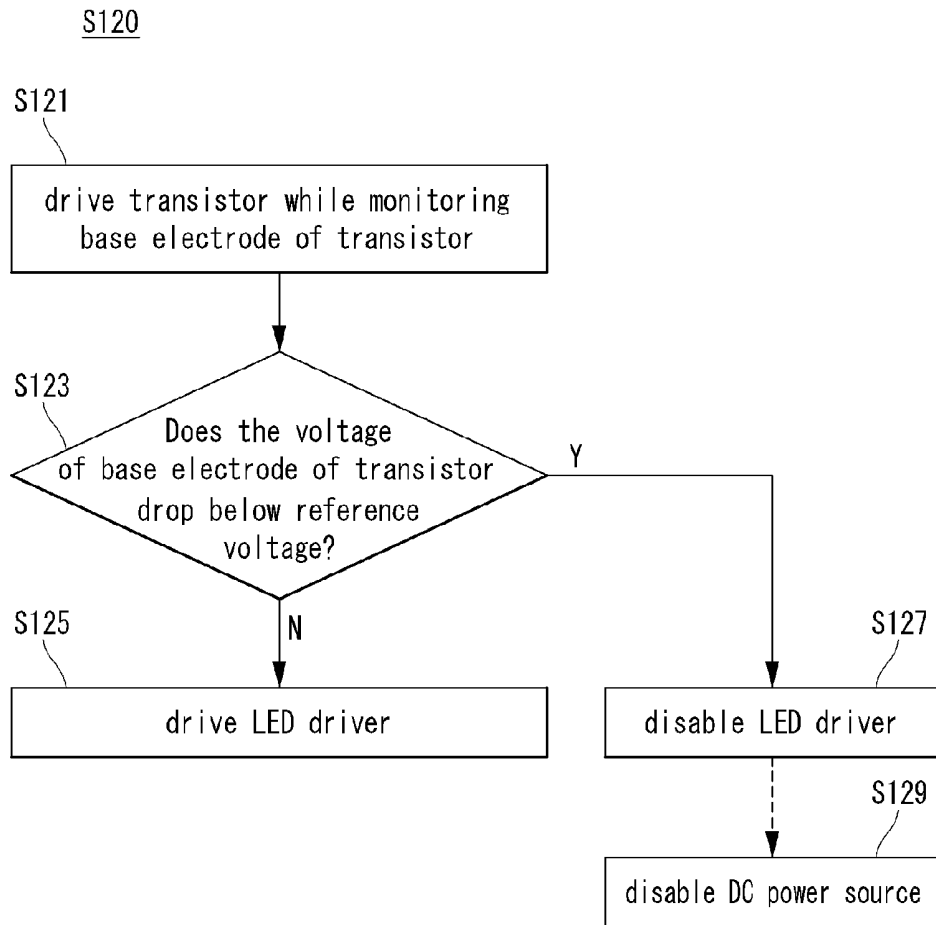 S120
S121
drive transistor while monitoring
base electrode of transistor
S123
Does the voltage
of base electrode of transistor
drop below reference
voltage?
Y
N
S125
drive LED driver
S127
disable LED driver
S129
disable DC power source